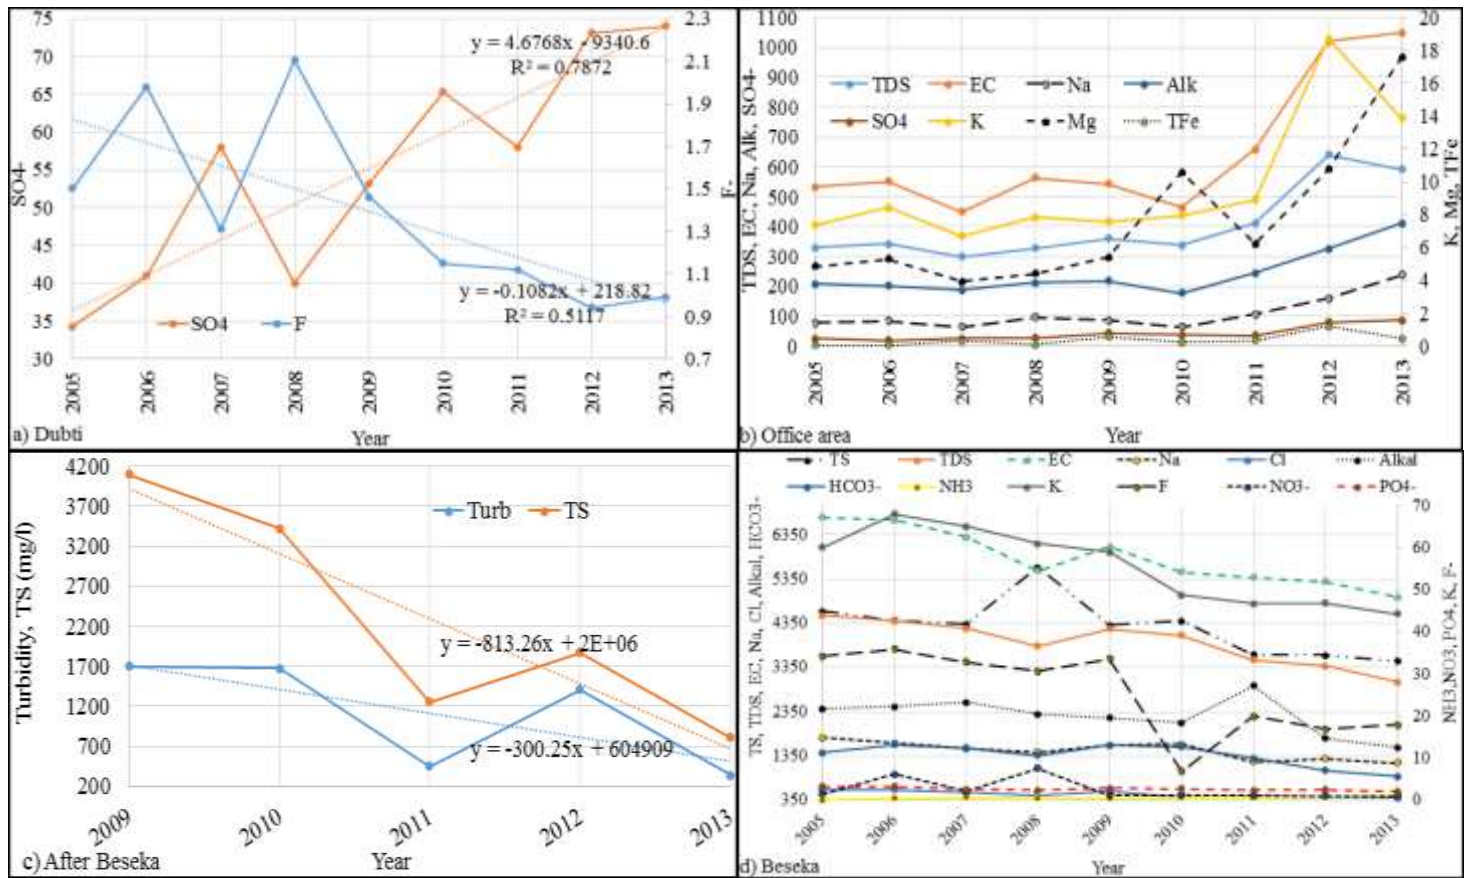 75
70
65
60
55
50
45
40
35
30
SO4-
2.3
2.1
1.9
1.7
1.5
1.3
1.1
0.9
0.7
F-
y = 4.6768x - 9340.6
R² = 0.7872
y = -0.1082x + 218.82
R² = 0.5117
SO4 F
2005 2006 2007 2008 2009 2010 2011 2012 2013
a) Dubti Year
1100
1000
900
800
700
600
500
400
300
200
100
0
TDS, EC, Na, Alk, SO4-
20
18
16
14
12
10
8
6
4
2
0
K, Mg, TFe
TDS EC Na Alk
SO4 K Mg TFe
2005 2006 2007 2008 2009 2010 2011 2012 2013
b) Office area Year
4200
3700
3200
2700
2200
1700
1200
700
200
Turbidity, TS (mg/l)
Turb TS
y = -813.26x + 2E+06
y = -300.25x + 604909
2009 2010 2011 2012 2013
c) After Beseka Year
TS TDS EC Na Cl Alkal
HCO3- NH3 K F NO3- PO4-
6350
5350
4350
3350
2350
1350
350
TS, TDS, EC, Na, Cl, Alkal, HCO3-
70
60
50
40
30
20
10
0
NH3,NO3,PO4, K, F-
2005 2006 2007 2008 2009 2010 2011 2012 2013
d) Beseka Year